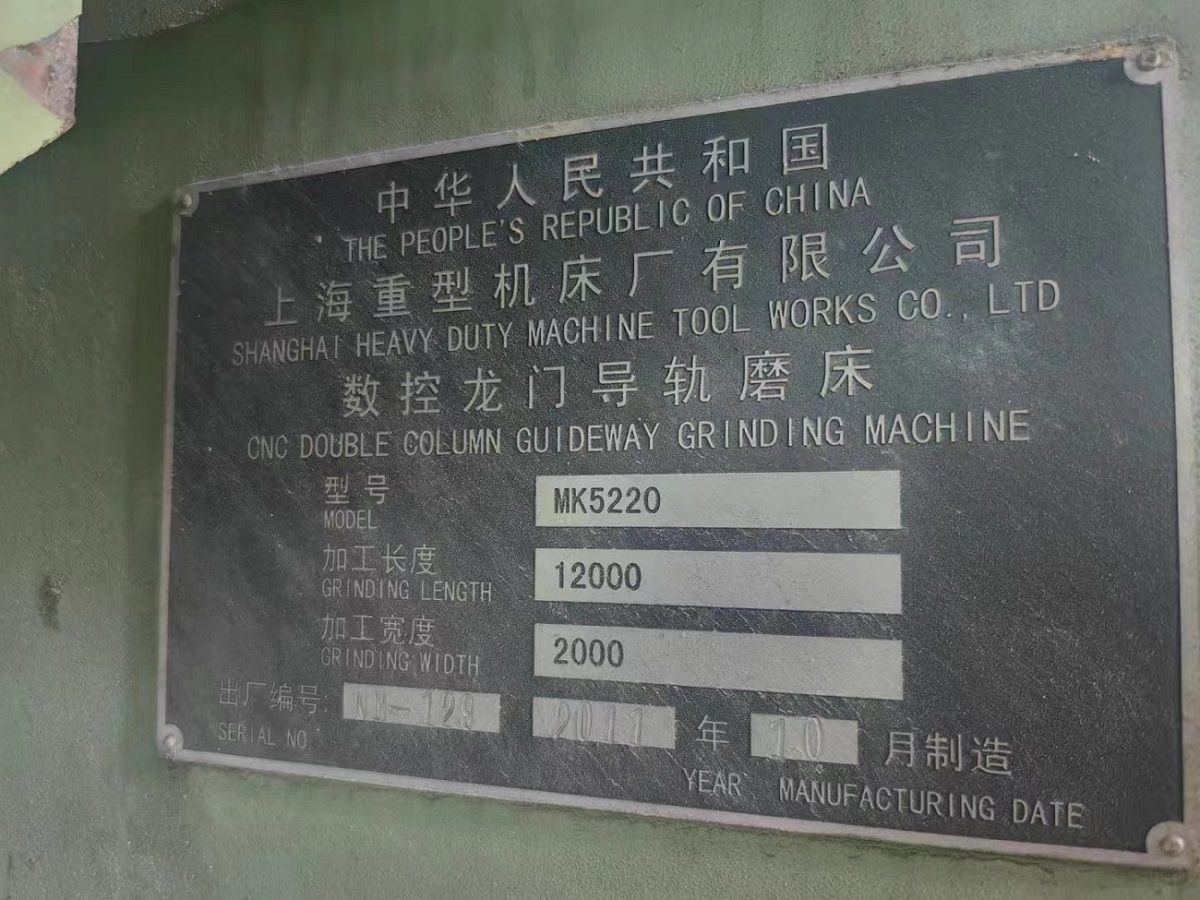 中华人民共和国
THE PEOPLE'S REPUBLIC OF CHINA
上海重型机床厂有限公司
SHANGHAI HEAVY DUTY MACHINE TOOL WORKS CO., LTD
数控龙门导轨磨床
CNC DOUBLE COLUMN GUIDEWAY GRINDING MACHINE
型号 MK5220
MODEL
加工长度 12000
GRINDING LENGTH
加工宽度 2000
GRINDING WIDTH
出厂编号: NM-129 2011 年 10 月制造
SERIAL NO YEAR MANUFACTURING DATE